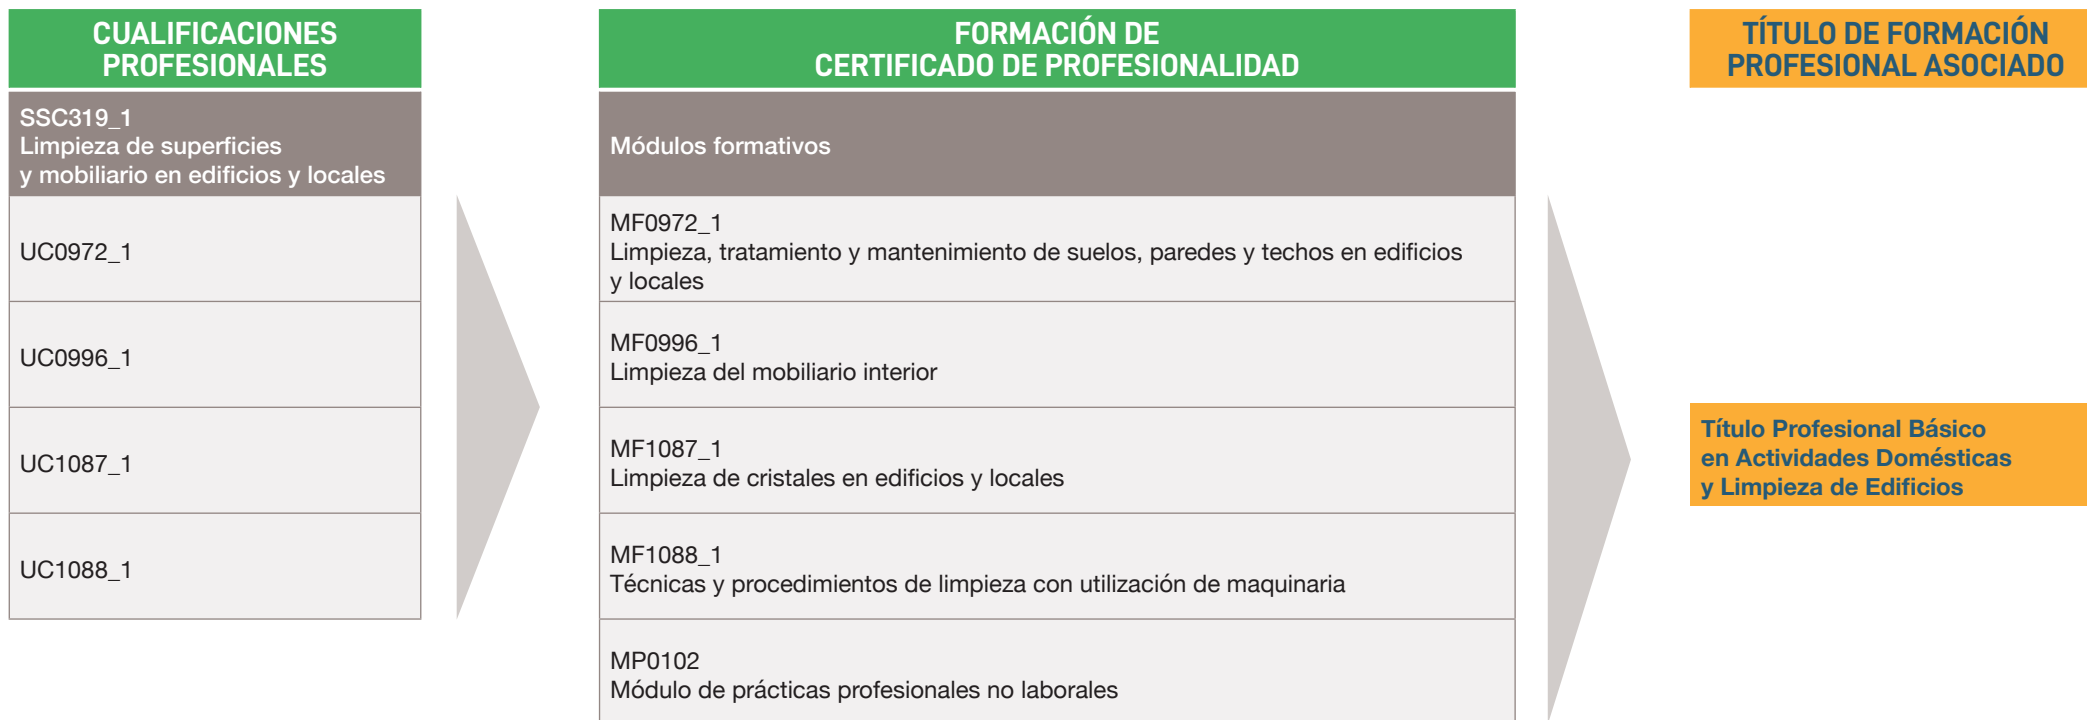 CUALIFICACIONES
PROFESIONALES
SSC319_1
Limpieza de superficies
y mobiliario en edificios y locales
UC0972_1
UC0996_1
UC1087_1
UC1088_1
FORMACIÓN DE
CERTIFICADO DE PROFESIONALIDAD
Módulos formativos
MF0972_1
Limpieza, tratamiento y mantenimiento de suelos, paredes y techos en edificios
y locales
MF0996_1
Limpieza del mobiliario interior
MF1087_1
Limpieza de cristales en edificios y locales
MF1088_1
Técnicas y procedimientos de limpieza con utilización de maquinaria
MP0102
Módulo de prácticas profesionales no laborales
TÍTULO DE FORMACIÓN
PROFESIONAL ASOCIADO
Título Profesional Básico
en Actividades Domésticas
y Limpieza de Edificios